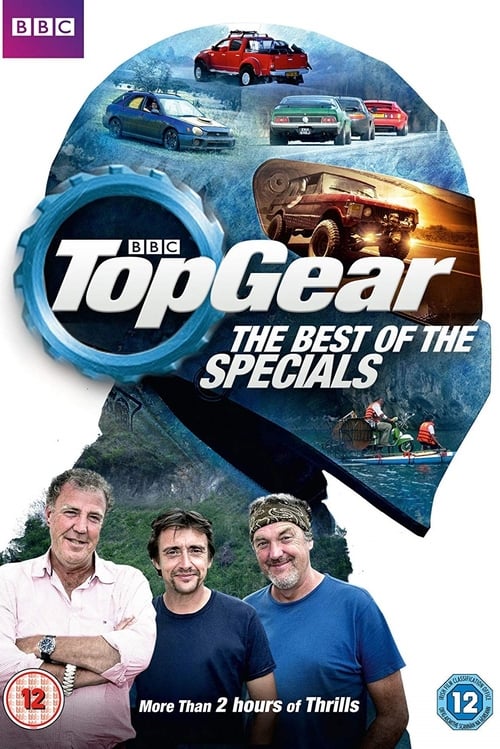 BBC
BBC
TopGear
THE BEST OF THE
SPECIALS
More Than 2 hours of Thrills
12
12